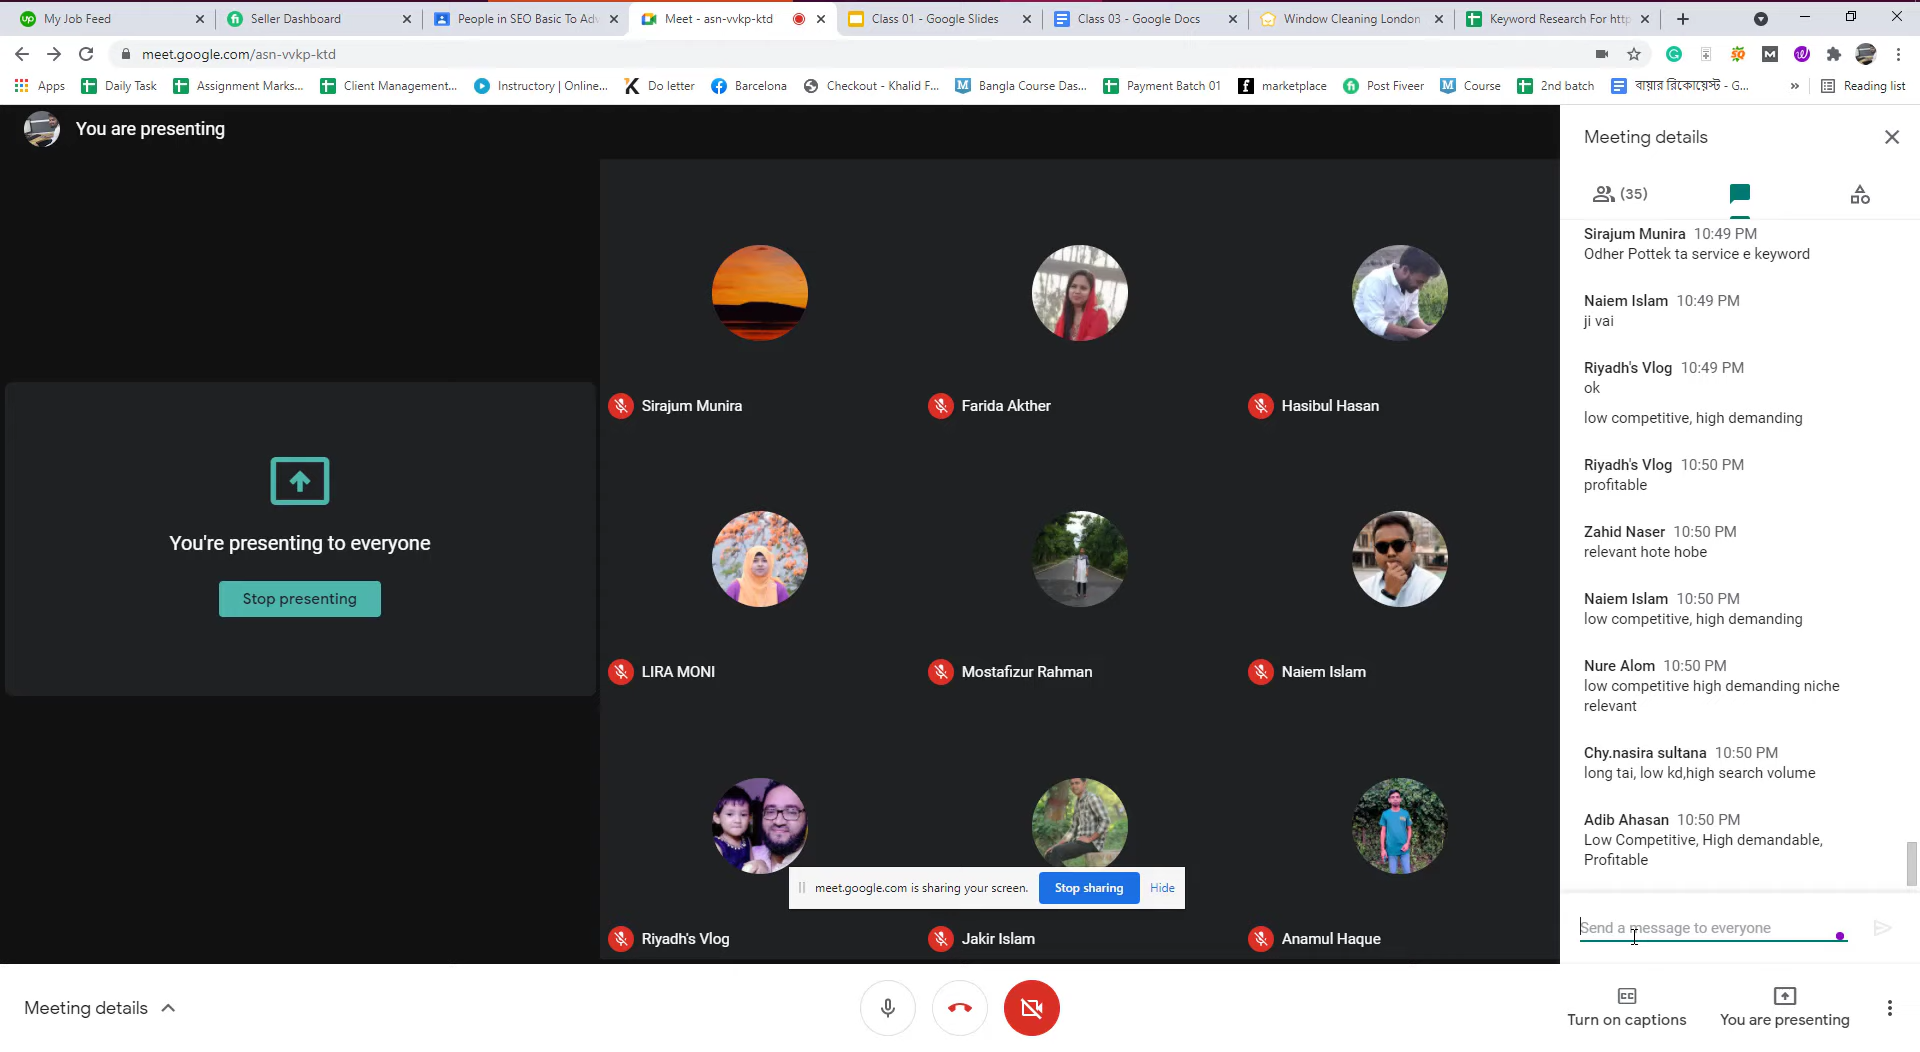 My Job Feed
Seller Dashboard
People in SEO Basic To Adv
Meet - asn-vvkp-ktd
Class 01 - Google Slides
Class 03 - Google Docs
Window Cleaning London
Keyword Research For http
meet.google.com/asn-vvkp-ktd
Apps
Daily Task
Assignment Marks...
Client Management...
Instructory | Online...
Do letter
Barcelona
Checkout - Khalid F...
Bangla Course Das...
Payment Batch 01
marketplace
Post Fiveer
Course
2nd batch
বায়ার রিকোয়েস্ট - G...
Reading list
You are presenting
You're presenting to everyone
Stop presenting
Sirajum Munira
Farida Akther
Hasibul Hasan
LIRA MONI
Mostafizur Rahman
Naiem Islam
meet.google.com is sharing your screen.
Stop sharing
Hide
Riyadh's Vlog
Jakir Islam
Anamul Haque
Meeting details
(35)
Sirajum Munira 10:49 PM
Odher Pottek ta service e keyword
Naiem Islam 10:49 PM
ji vai
Riyadh's Vlog 10:49 PM
ok
low competitive, high demanding
Riyadh's Vlog 10:50 PM
profitable
Zahid Naser 10:50 PM
relevant hote hobe
Naiem Islam 10:50 PM
low competitive, high demanding
Nure Alom 10:50 PM
low competitive high demanding niche
relevant
Chy.nasira sultana 10:50 PM
long tai, low kd,high search volume
Adib Ahasan 10:50 PM
Low Competitive, High demandable,
Profitable
Send a message to everyone
Meeting details
Turn on captions
You are presenting